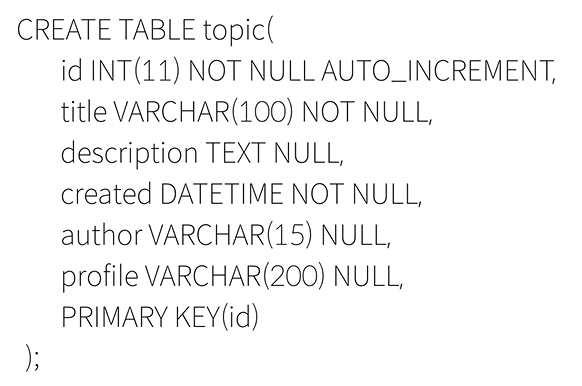 CREATE TABLE topic(
id INT(11) NOT NULL AUTO_INCREMENT,
title VARCHAR(100) NOT NULL,
description TEXT NULL,
created DATETIME NOT NULL,
author VARCHAR(15) NULL,
profile VARCHAR(200) NULL,
PRIMARY KEY(id)
);